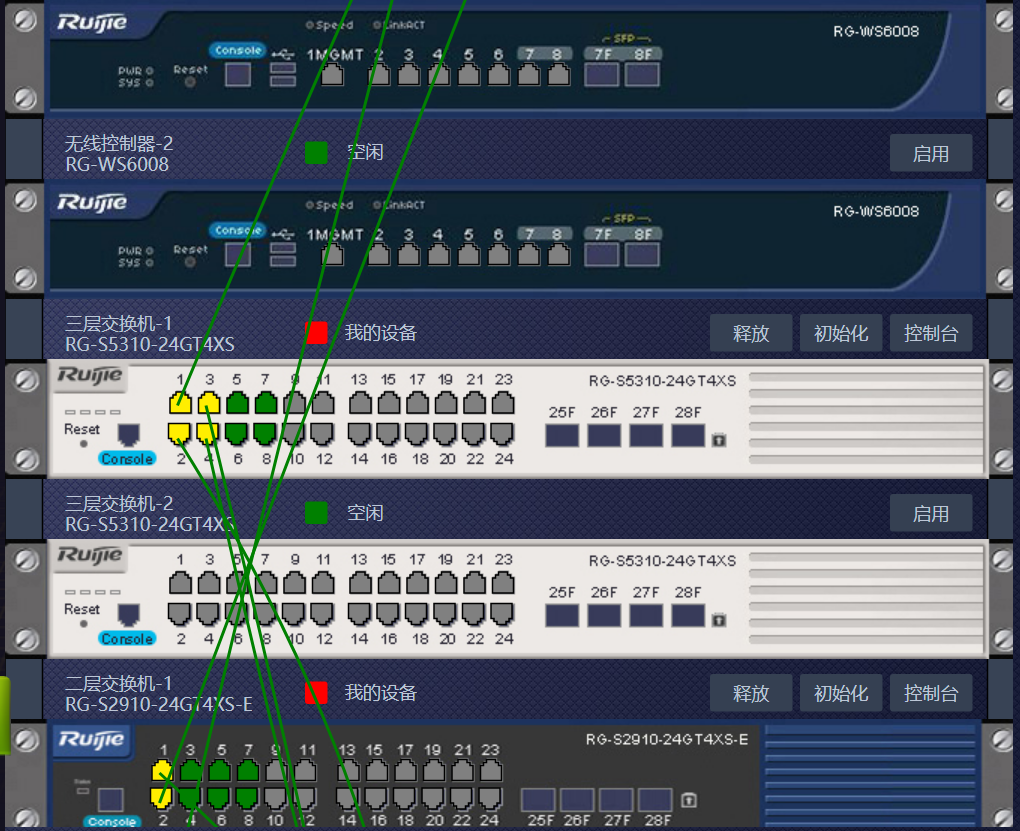 Ruijie
Speed LinkACT
RG-WS6008
SFP
Console
1MGMT 2 3 4 5 6 7 8 7F 8F
PWR
SYS
Reset
无线控制器-2
RG-WS6008
空闲
启用
Ruijie
Speed LinkACT
RG-WS6008
SFP
Console
1MGMT 2 3 4 5 6 7 8 7F 8F
PWR
SYS
Reset
三层交换机-1
RG-S5310-24GT4XS
我的设备
释放 初始化 控制台
Ruijie
1 3 5 7 9 11 13 15 17 19 21 23
RG-S5310-24GT4XS
25F 26F 27F 28F
Reset
Console
2 4 6 8 10 12 14 16 18 20 22 24
三层交换机-2
RG-S5310-24GT4XS
空闲
启用
Ruijie
1 3 5 7 9 11 13 15 17 19 21 23
RG-S5310-24GT4XS
25F 26F 27F 28F
Reset
Console
2 4 6 8 10 12 14 16 18 20 22 24
二层交换机-1
RG-S2910-24GT4XS-E
我的设备
释放 初始化 控制台
Ruijie
1 3 5 7 9 11 13 15 17 19 21 23
RG-S2910-24GT4XS-E
Console
2 4 6 8 10 12 14 16 18 20 22 24
25F 26F 27F 28F